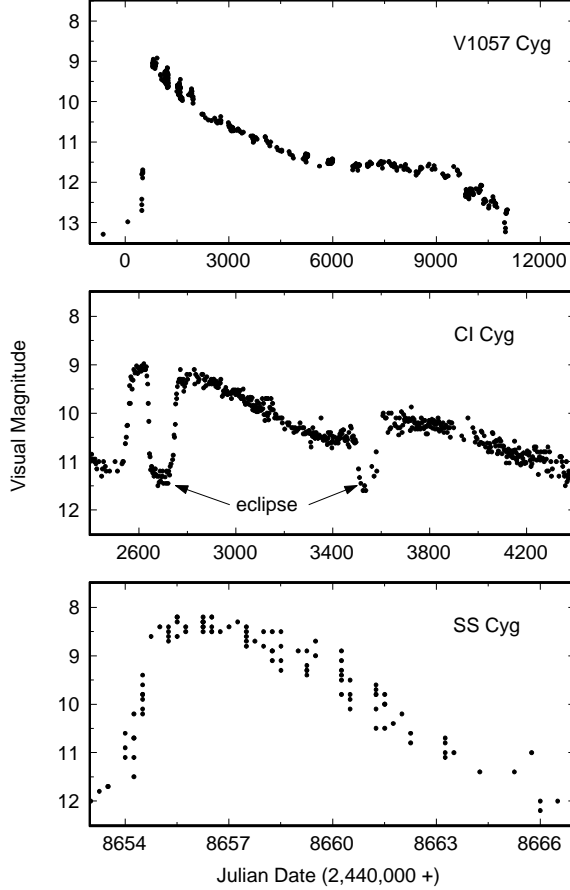 V1057 Cyg
8
9
10
11
12
13
0 3000 6000 9000 12000
CI Cyg
8
9
10
11
12
eclipse
2600 3000 3400 3800 4200
Visual Magnitude
SS Cyg
8
9
10
11
12
8654 8657 8660 8663 8666
Julian Date (2,440,000 +)